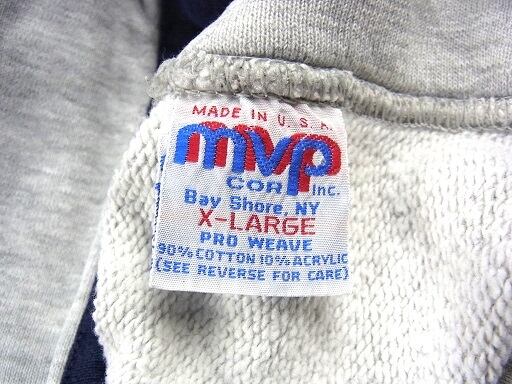 MADE IN U.S.A.
mvp
CORP Inc.
Bay Shore, NY
X-LARGE
PRO WEAVE
90% COTTON 10% ACRYLIC
(SEE REVERSE FOR CARE)